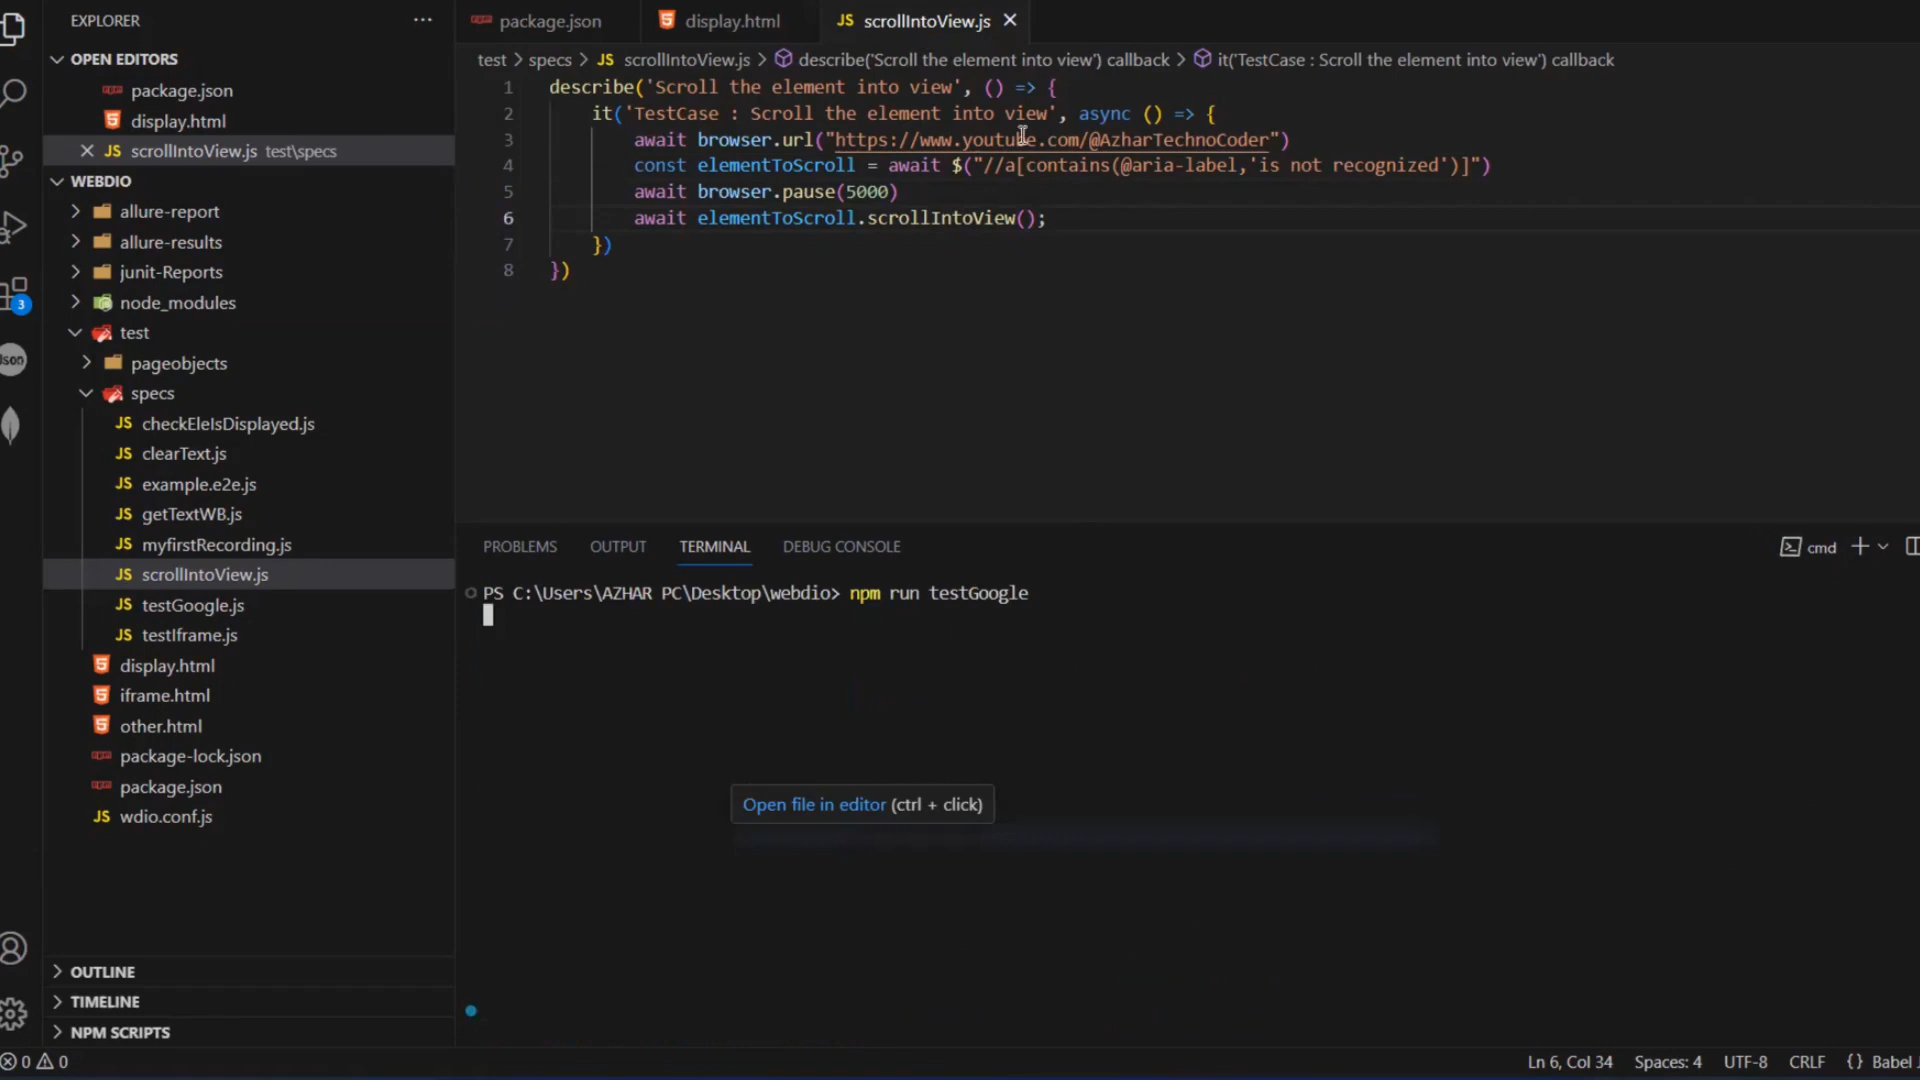 EXPLORER
OPEN EDITORS
package.json
display.html
scrollIntoView.js test\specs
WEBDIO
allure-report
allure-results
junit-Reports
node_modules
test
pageobjects
specs
checkEleIsDisplayed.js
clearText.js
example.e2e.js
getTextWB.js
myfirstRecording.js
scrollIntoView.js
testGoogle.js
testIframe.js
display.html
iframe.html
other.html
package-lock.json
package.json
wdio.conf.js
OUTLINE
TIMELINE
NPM SCRIPTS
3
package.json display.html JS scrollIntoView.js
test > specs > JS scrollIntoView.js > describe('Scroll the element into view') callback > it('TestCase : Scroll the element into view') callback
1 describe('Scroll the element into view', () => {
2 it('TestCase : Scroll the element into view', async () => {
3 await browser.url("https://www.youtube.com/@AzharTechnoCoder")
4 const elementToScroll = await $("//a[contains(@aria-label,'is not recognized')]")
5 await browser.pause(5000)
6 await elementToScroll.scrollIntoView();
7 })
8 })
PROBLEMS OUTPUT TERMINAL DEBUG CONSOLE cmd
PS C:\Users\AZHAR PC\Desktop\webdio> npm run testGoogle
Open file in editor (ctrl + click)
0 0 Ln 6, Col 34 Spaces: 4 UTF-8 CRLF {} Babel